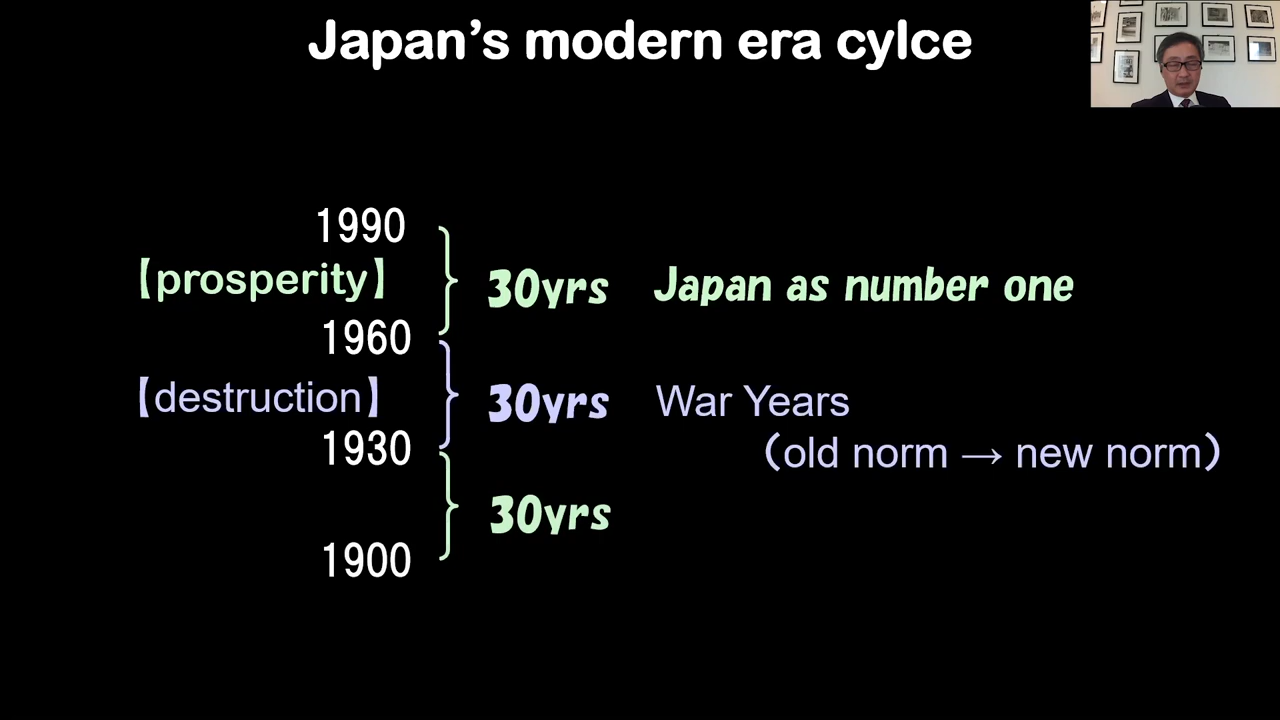 Japan’s modern era cylce
1990
【prosperity】 30yrs Japan as number one
1960
【destruction】 30yrs War Years
1930 （old norm → new norm）
30yrs
1900